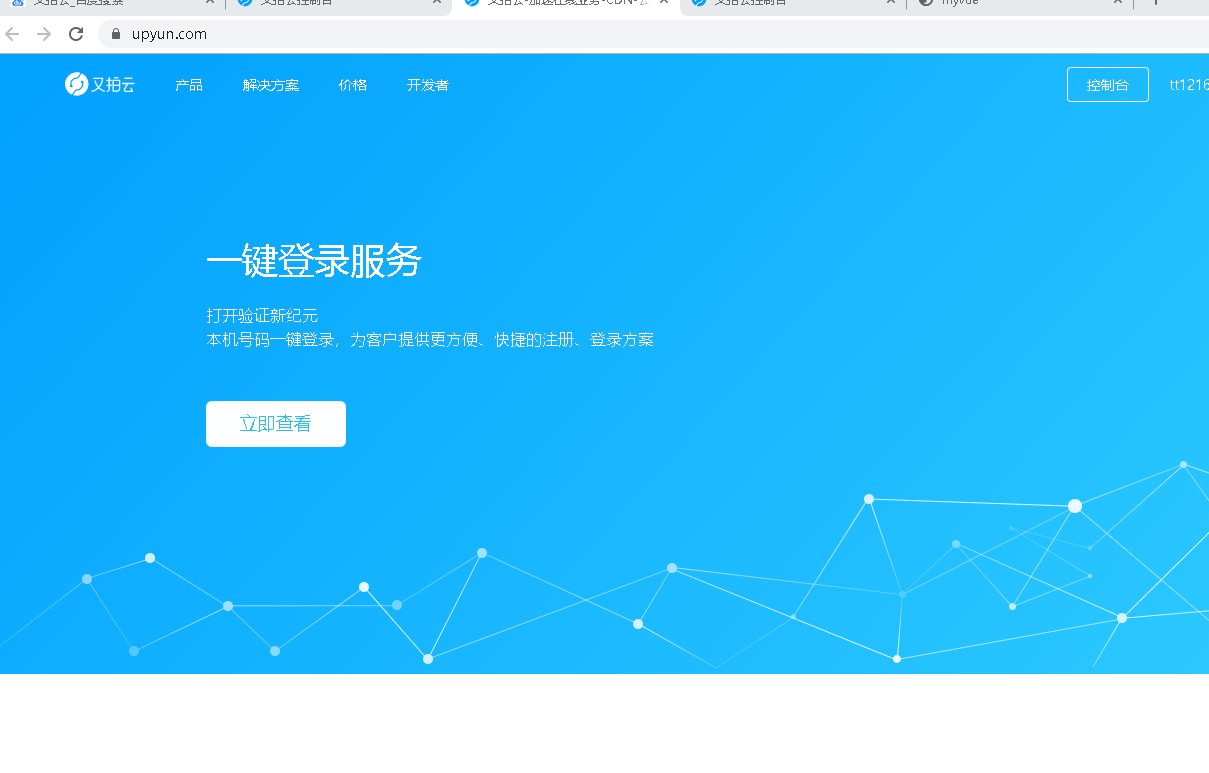 又拍云_百度搜索
又拍云控制台
又拍云-加速在线业务-CDN-
又拍云控制台
myvue
upyun.com
又拍云
产品
解决方案
价格
开发者
控制台
tt1216
一键登录服务
打开验证新纪元
本机号码一键登录，为客户提供更方便、快捷的注册、登录方案
立即查看